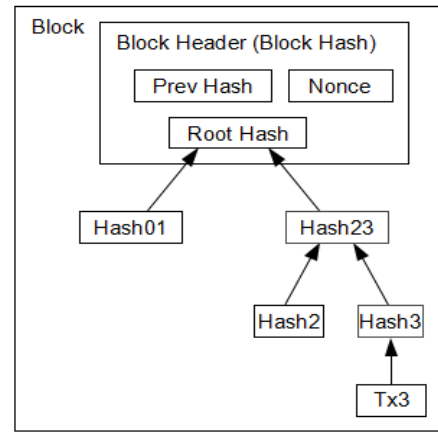 Block
Block Header (Block Hash)
Prev Hash
Nonce
Root Hash
Hash01
Hash23
Hash2
Hash3
Tx3